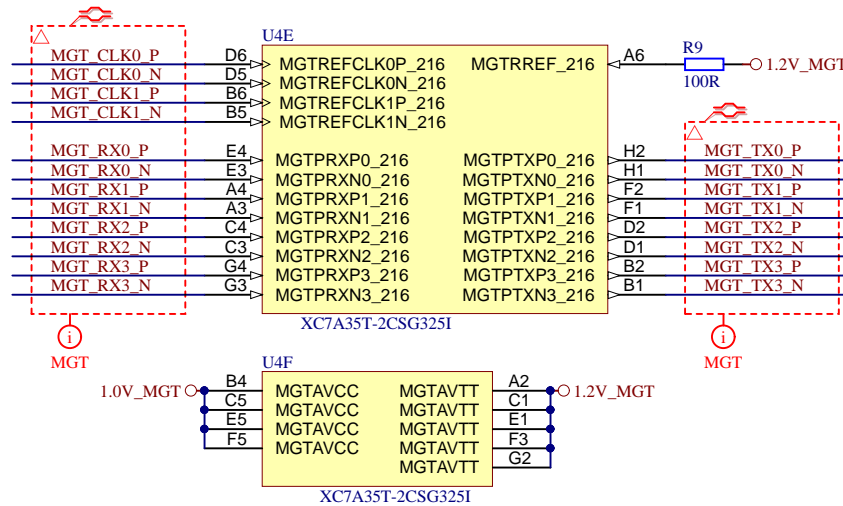 U4E
MGT_CLK0_P D6 MGTREFCLK0P_216 MGTRREF_216 A6 R9 100R 1.2V_MGT
MGT_CLK0_N D5 MGTREFCLK0N_216
MGT_CLK1_P B6 MGTREFCLK1P_216
MGT_CLK1_N B5 MGTREFCLK1N_216
MGT_RX0_P E4 MGTPRXP0_216 MGTPTXP0_216 H2 MGT_TX0_P
MGT_RX0_N E3 MGTPRXN0_216 MGTPTXN0_216 H1 MGT_TX0_N
MGT_RX1_P A4 MGTPRXP1_216 MGTPTXP1_216 F2 MGT_TX1_P
MGT_RX1_N A3 MGTPRXN1_216 MGTPTXN1_216 F1 MGT_TX1_N
MGT_RX2_P C4 MGTPRXP2_216 MGTPTXP2_216 D2 MGT_TX2_P
MGT_RX2_N C3 MGTPRXN2_216 MGTPTXN2_216 D1 MGT_TX2_N
MGT_RX3_P G4 MGTPRXP3_216 MGTPTXP3_216 B2 MGT_TX3_P
MGT_RX3_N G3 MGTPRXN3_216 MGTPTXN3_216 B1 MGT_TX3_N
XC7A35T-2CSG325I
i i
MGT MGT
U4F
1.0V_MGT B4 MGTAVCC MGTAVTT A2 1.2V_MGT
C5 MGTAVCC MGTAVTT C1
E5 MGTAVCC MGTAVTT E1
F5 MGTAVCC MGTAVTT F3
MGTAVTT G2
XC7A35T-2CSG325I